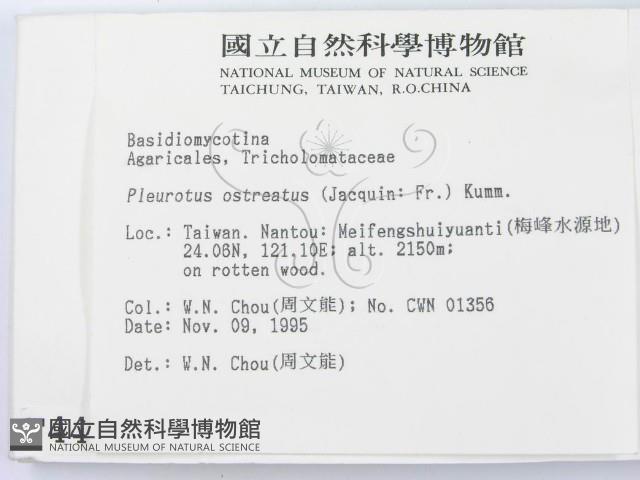 國立自然科學博物館
NATIONAL MUSEUM OF NATURAL SCIENCE
TAICHUNG, TAIWAN, R.O.CHINA
Basidiomycotina
Agaricales, Tricholomataceae
Pleurotus ostreatus (Jacquin: Fr.) Kumm.
Loc.: Taiwan. Nantou: Meifengshuiyuanti(梅峰水源地)
24.06N, 121.10E; alt. 2150m;
on rotten wood.
Col.: W.N. Chou(周文能); No. CWN 01356
Date: Nov. 09, 1995
Det.: W.N. Chou(周文能)
國立自然科學博物館
NATIONAL MUSEUM OF NATURAL SCIENCE